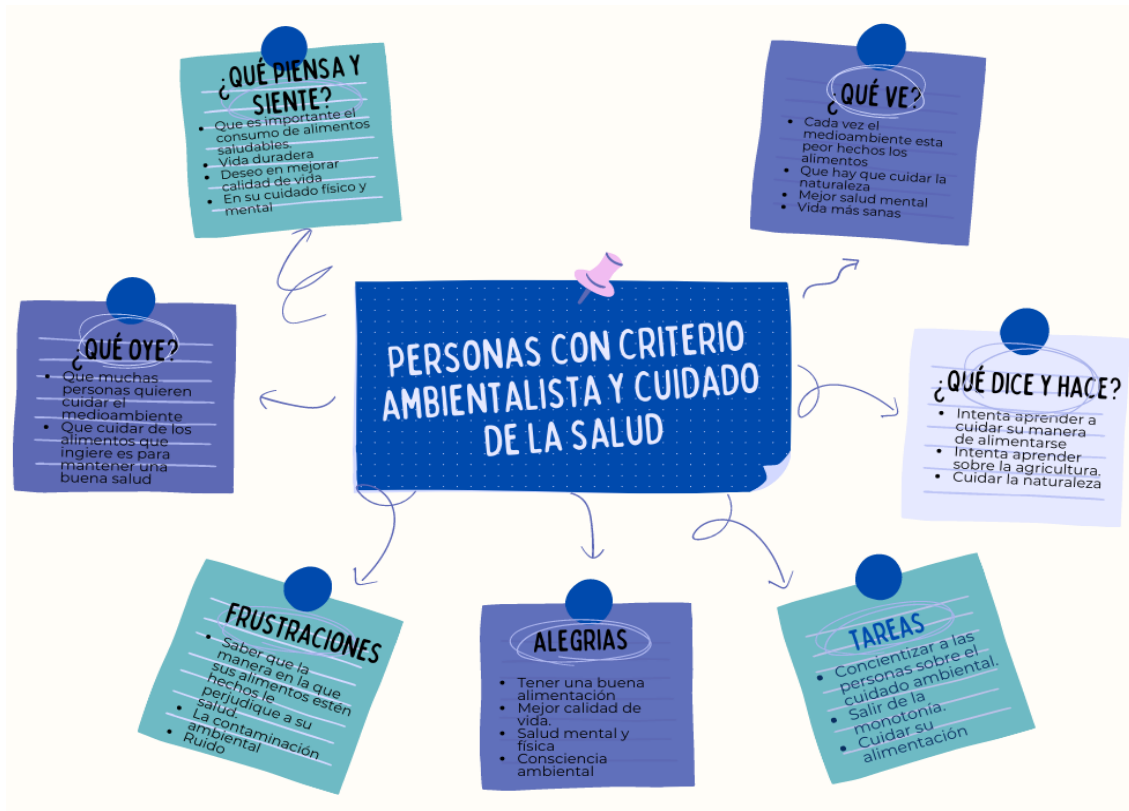 ¿QUÉ PIENSA Y
SIENTE?
• Que es importante el
consumo de alimentos
saludables.
• Vida duradera
• Deseo en mejorar
calidad de vida
• En su cuidado físico y
mental
¿QUÉ VE?
• Cada vez el
medioambiente esta
peor hechos los
alimentos
• Que hay que cuidar la
naturaleza
• Mejor salud mental
• Vida más sanas
¿QUÉ OYE?
• Que muchas
personas quieren
cuidar el
medioambiente
• Que cuidar de los
alimentos que
ingiere es para
mantener una
buena salud
PERSONAS CON CRITERIO
AMBIENTALISTA Y CUIDADO
DE LA SALUD
¿QUÉ DICE Y HACE?
• Intenta aprender a
cuidar su manera
de alimentarse
• Intenta aprender
sobre la agricultura.
• Cuidar la naturaleza
FRUSTRACIONES
• Saber que la
manera en la que
sus alimentos estén
hechos le
perjudique a su
salud.
• La contaminación
ambiental
• Ruido
ALEGRIAS
• Tener una buena
alimentación
• Mejor calidad de
vida.
• Salud mental y
física
• Consciencia
ambiental
TAREAS
• Concientizar a las
personas sobre el
cuidado ambiental.
• Salir de la
monotonía.
• Cuidar su
alimentación